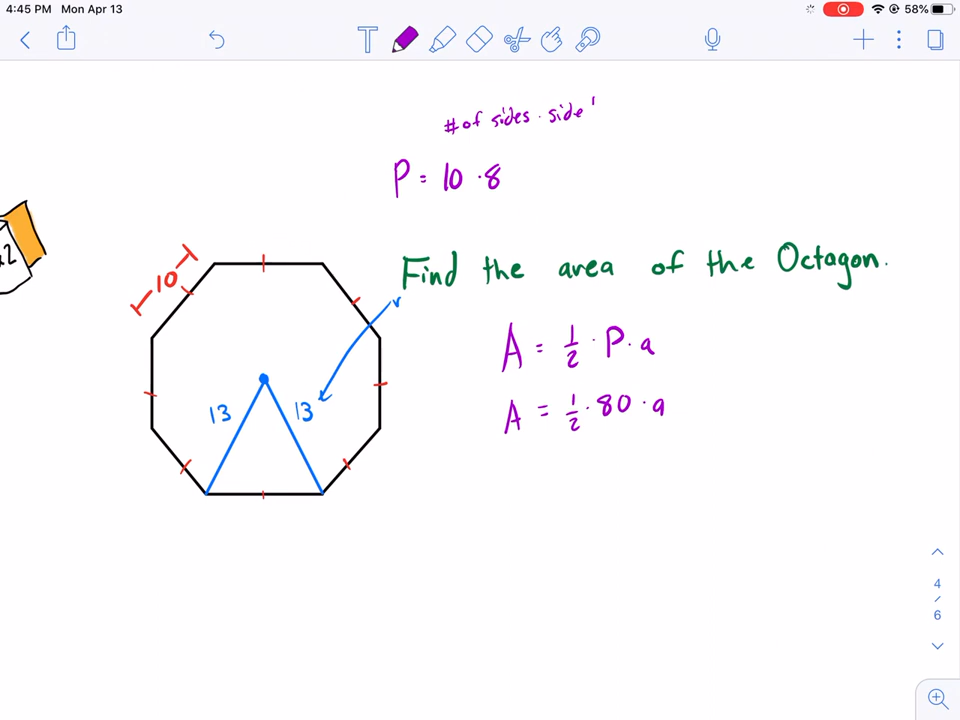 4:45 PM Mon Apr 13
58%
T
# of sides · side
P = 10 · 8
Find the area of the Octagon.
10
A = 1/2 · P · a
A = 1/2 · 80 · a
13 13
4
/
6